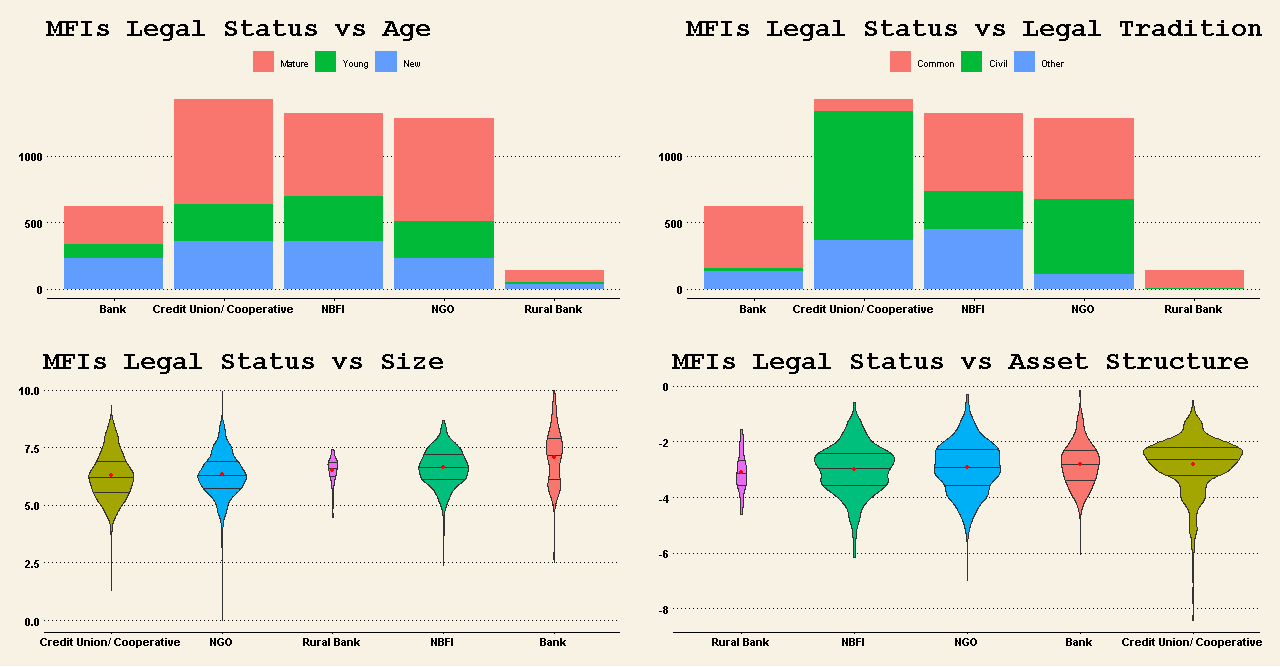 MFIs Legal Status vs Age
Mature Young New
1000
500
0
Bank Credit Union/ Cooperative NBFI NGO Rural Bank
MFIs Legal Status vs Legal Tradition
Common Civil Other
1000
500
0
Bank Credit Union/ Cooperative NBFI NGO Rural Bank
MFIs Legal Status vs Size
10.0
7.5
5.0
2.5
0.0
Credit Union/ Cooperative NGO Rural Bank NBFI Bank
MFIs Legal Status vs Asset Structure
0
-2
-4
-6
-8
Rural Bank NBFI NGO Bank Credit Union/ Cooperative